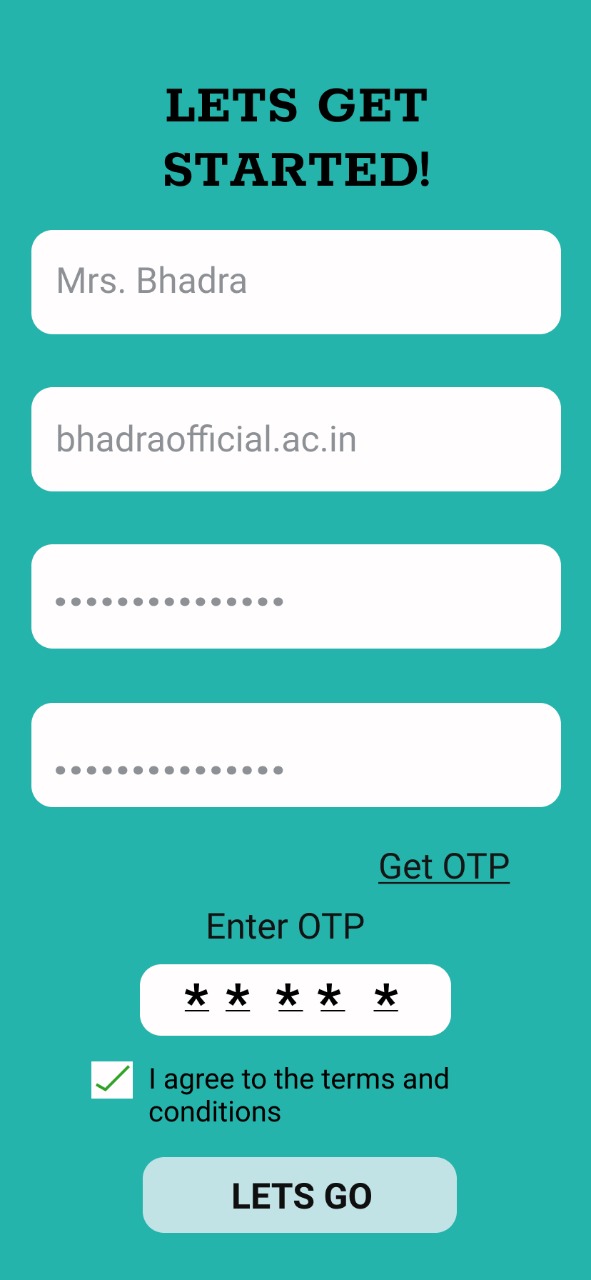 LETS GET
STARTED!
Mrs. Bhadra
bhadraofficial.ac.in
•••••••••••••••
•••••••••••••••
Get OTP
Enter OTP
* * * * *
I agree to the terms and
conditions
LETS GO